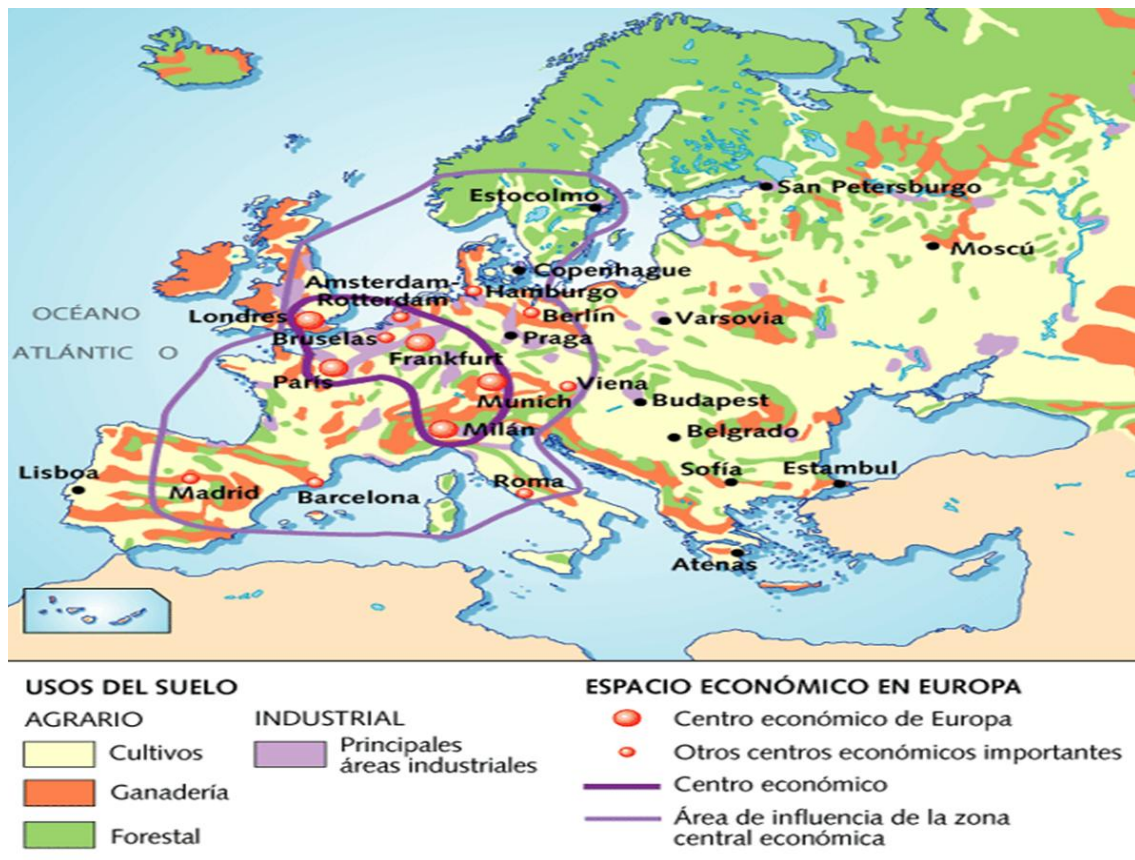 Estocolmo
San Petersburgo
Moscú
Copenhague
Amsterdam-
Rotterdam
Hamburgo
OCÉANO
ATLÁNTIC O
Londres
Berlín
Varsovia
Bruselas
Praga
Frankfurt
París
Munich
Viena
Budapest
Milán
Belgrado
Lisboa
Madrid
Barcelona
Roma
Sofía
Estambul
Atenas
USOS DEL SUELO
AGRARIO
Cultivos
Ganadería
Forestal
INDUSTRIAL
Principales
áreas industriales
ESPACIO ECONÓMICO EN EUROPA
Centro económico de Europa
Otros centros económicos importantes
Centro económico
Área de influencia de la zona
central económica